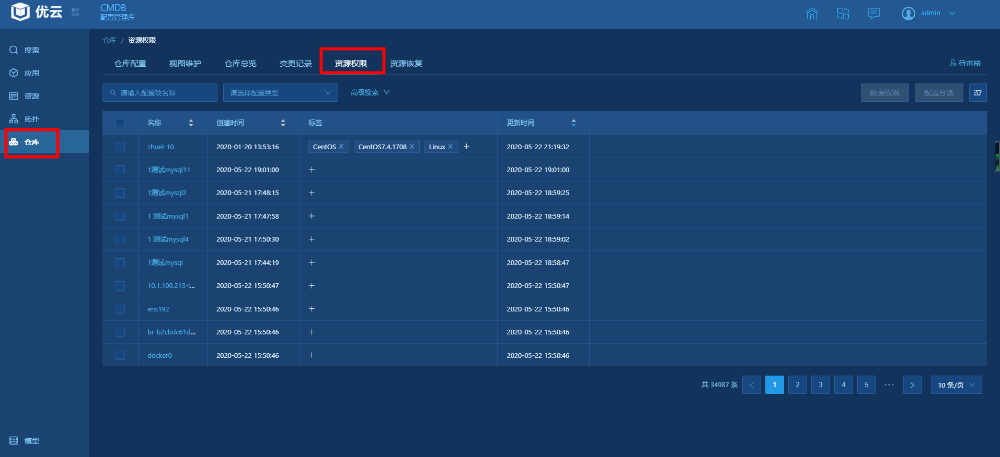 优云
CMDB
配置管理库
admin
搜索
应用
资源
拓扑
仓库
模型
仓库 / 资源权限
仓库配置 视图维护 仓库总览 变更记录 资源权限 资源恢复 待审核
请输入配置项名称 请选择配置类型 高级搜索 数据权限 配置分派
名称 创建时间 标签 更新时间
zhuel-10 2020-01-20 13:53:16 CentOS CentOS7.4.1708 Linux 2020-05-22 21:19:32
1测试mysql11 2020-05-22 19:01:00 2020-05-22 19:01:00
1测试mysql2 2020-05-21 17:48:15 2020-05-22 18:59:25
1 测试mysql1 2020-05-21 17:47:58 2020-05-22 18:59:14
1 测试mysql4 2020-05-21 17:50:30 2020-05-22 18:59:02
1测试mysql 2020-05-21 17:44:19 2020-05-22 18:58:47
10.1.100.213-l... 2020-05-22 15:50:47 2020-05-22 15:50:47
ens192 2020-05-22 15:50:46 2020-05-22 15:50:46
br-b2cbdc61d... 2020-05-22 15:50:46 2020-05-22 15:50:46
docker0 2020-05-22 15:50:46 2020-05-22 15:50:46
共 34987 条 < 1 2 3 4 5 ••• > 10 条/页